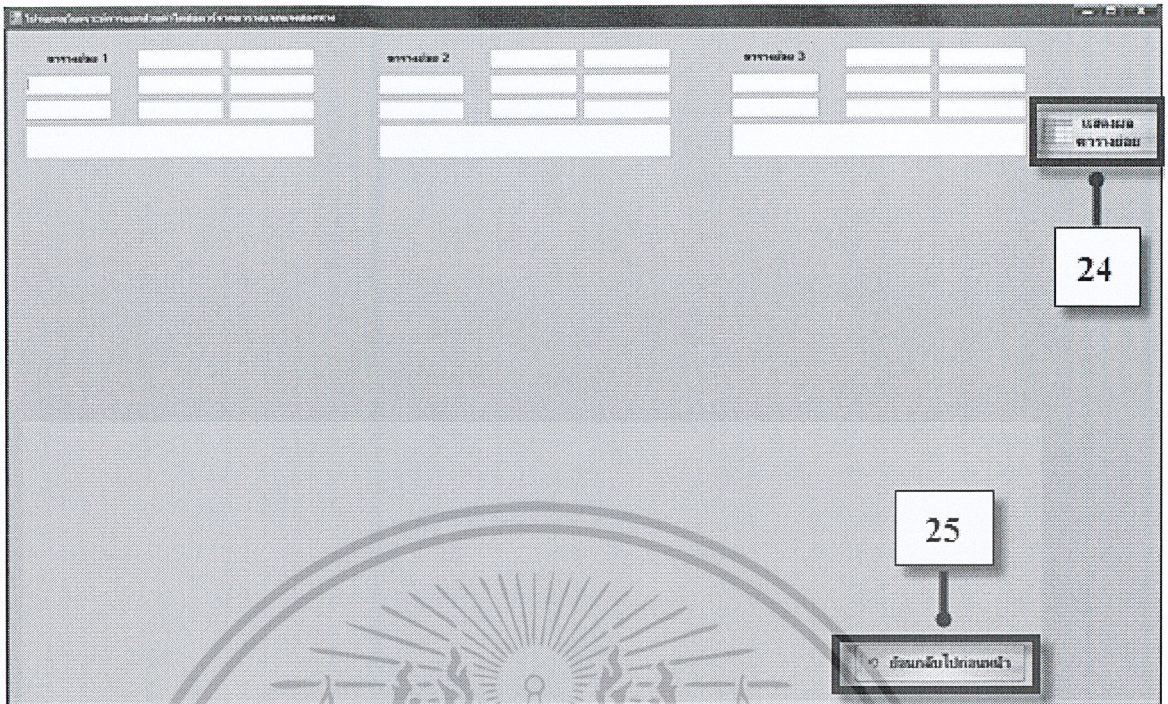 ตารางย่อย 1
ตารางย่อย 2
ตารางย่อย 3
แสดงผล
ตารางย่อย
24
25
ย้อนกลับไปก่อนหน้า